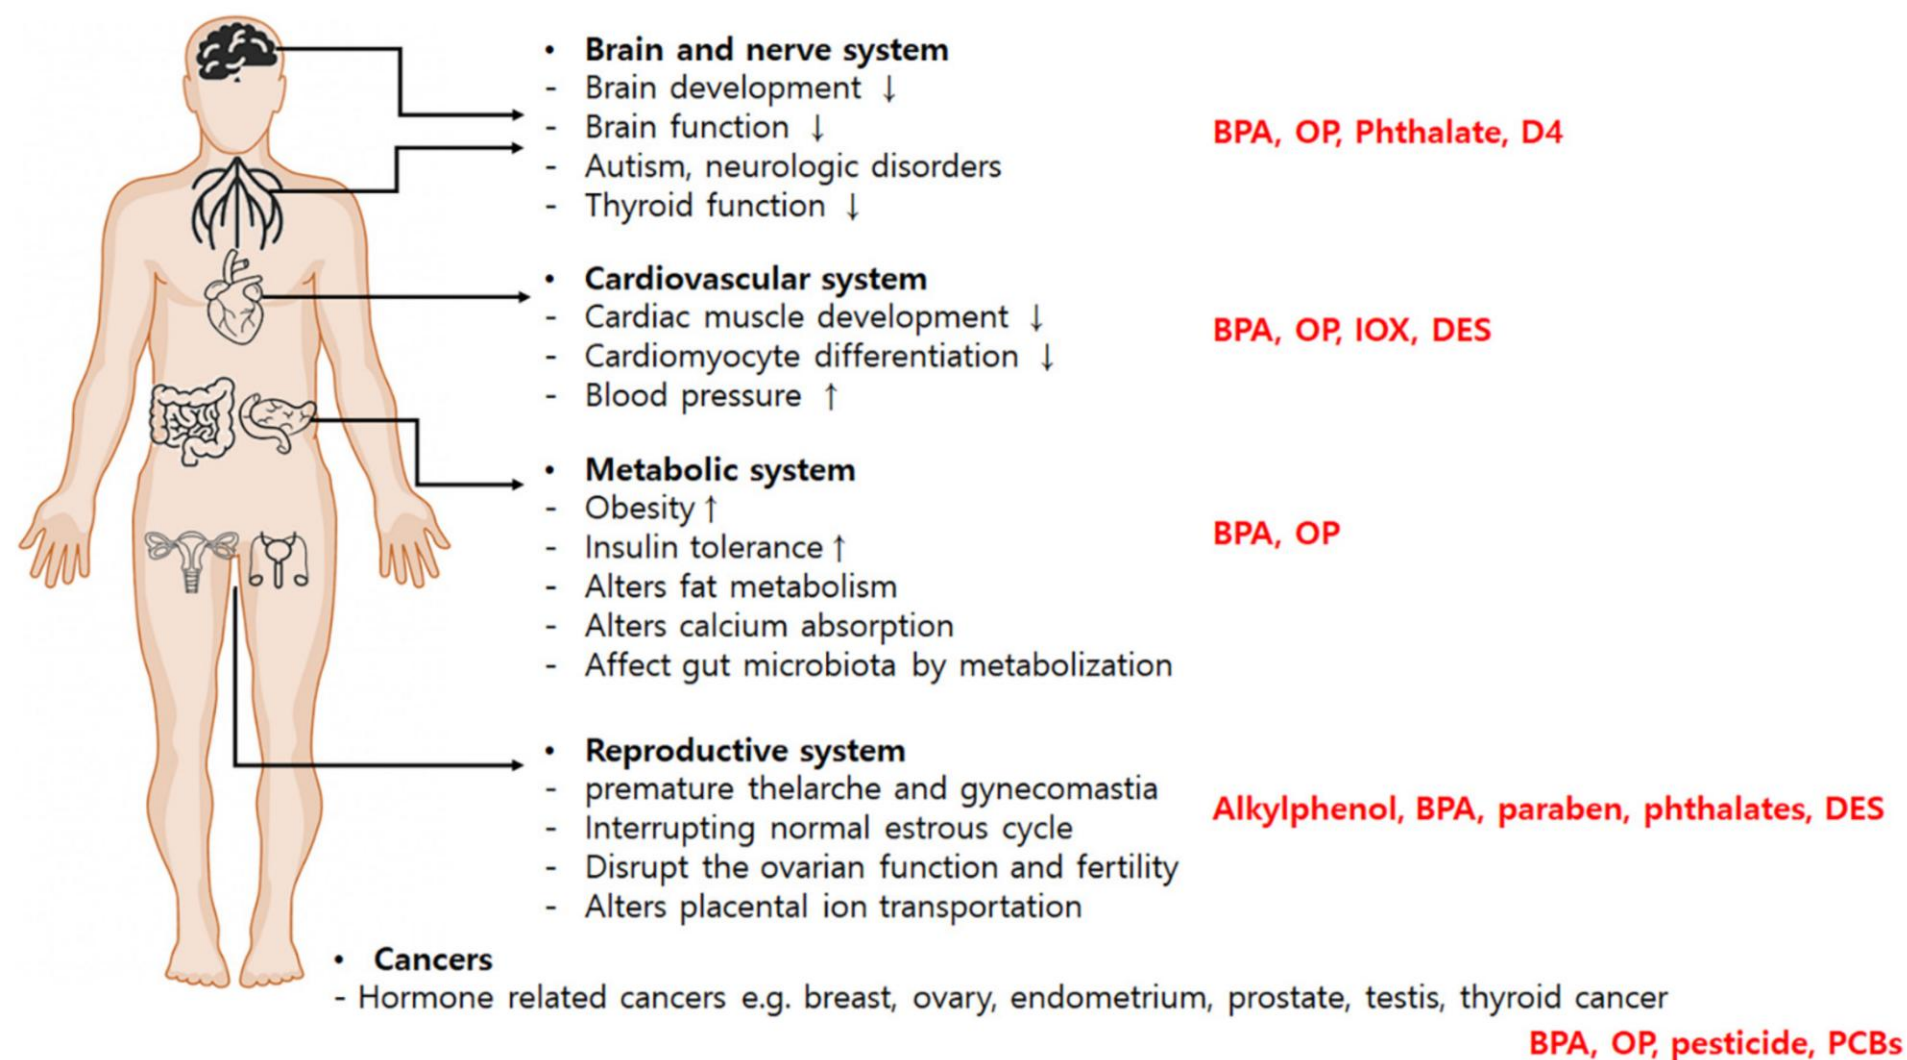 • Brain and nerve system
- Brain development ↓
- Brain function ↓
- Autism, neurologic disorders
- Thyroid function ↓
BPA, OP, Phthalate, D4
• Cardiovascular system
- Cardiac muscle development ↓
- Cardiomyocyte differentiation ↓
- Blood pressure ↑
BPA, OP, IOX, DES
• Metabolic system
- Obesity ↑
- Insulin tolerance ↑
- Alters fat metabolism
- Alters calcium absorption
- Affect gut microbiota by metabolization
BPA, OP
• Reproductive system
- premature thelarche and gynecomastia
- Interrupting normal estrous cycle
- Disrupt the ovarian function and fertility
- Alters placental ion transportation
Alkylphenol, BPA, paraben, phthalates, DES
• Cancers
- Hormone related cancers e.g. breast, ovary, endometrium, prostate, testis, thyroid cancer
BPA, OP, pesticide, PCBs